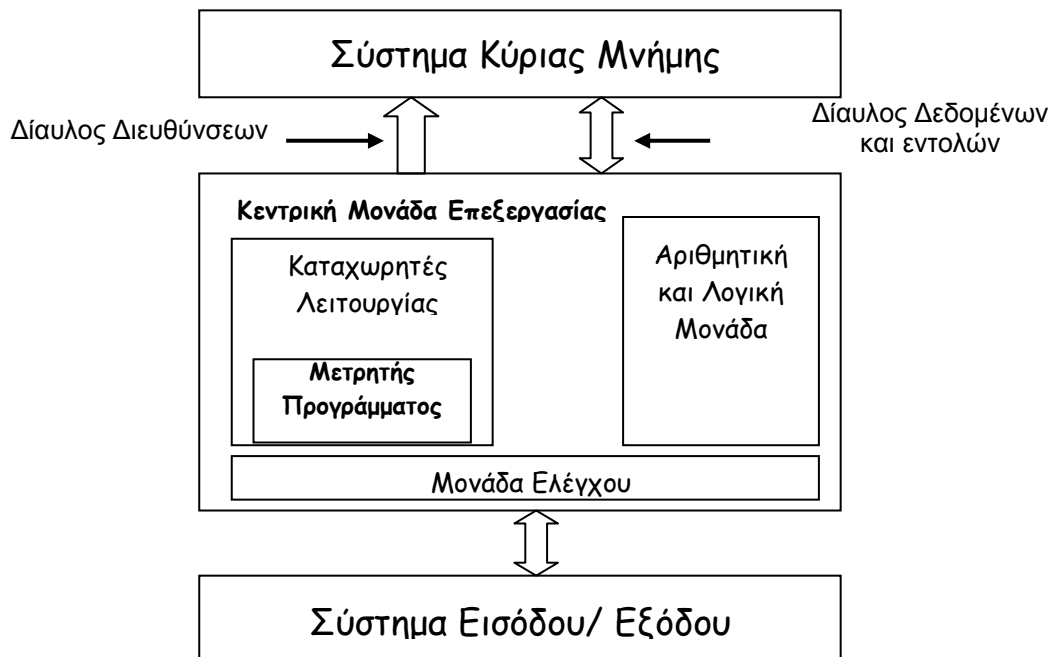 Σύστημα Κύριας Μνήμης
Δίαυλος Διευθύνσεων
Δίαυλος Δεδομένων
και εντολών
Κεντρική Μονάδα Επεξεργασίας
Καταχωρητές
Λειτουργίας
Μετρητής
Προγράμματος
Αριθμητική
και Λογική
Μονάδα
Μονάδα Ελέγχου
Σύστημα Εισόδου/ Εξόδου